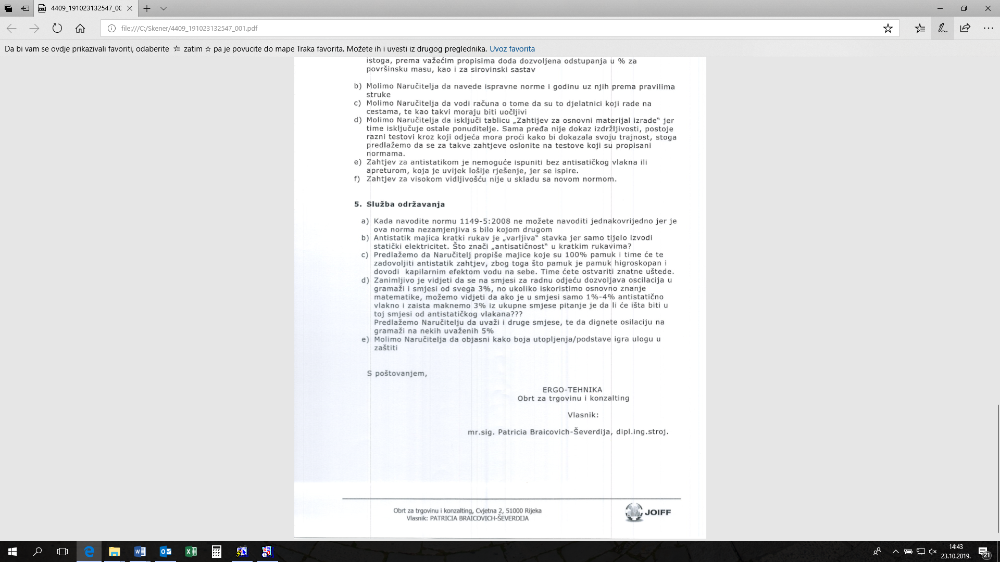 4409_191023132547_00
file:///C:/Skener/4409_191023132547_001.pdf
Da bi vam se ovdje prikazivali favoriti, odaberite zatim pa je povucite do mape Traka favorita. Možete ih i uvesti iz drugog preglednika. Uvoz favorita
istoga, prema važećim propisima doda dozvoljena odstupanja u % za
površinsku masu, kao i za sirovinski sastav
b) Molimo Naručitelja da navede ispravne norme i godinu uz njih prema pravilima
struke
c) Molimo Naručitelja da vodi računa o tome da su to djelatnici koji rade na
cestama, te kao takvi moraju biti uočljivi
d) Molimo Naručitelja da isključi tablicu „Zahtijev za osnovni materijal izrade“ jer
time isključuje ostale ponuditelje. Sama pređa nije dokaz izdržljivosti, postoje
razni testovi kroz koji odjeća mora proći kako bi dokazala svoju trajnost, stoga
predlažemo da se za takve zahtjeve oslonite na testove koji su propisani
normama.
e) Zahtjev za antistatikom je nemoguće ispuniti bez antisatičkog vlakna ili
apreturom, koja je uvijek lošije rješenje, jer se ispire.
f) Zahtjev za visokom vidljivošću nije u skladu sa novom normom.
5. Služba održavanja
a) Kada navodite normu 1149-5:2008 ne možete navoditi jednakovrijedno jer je
ova norma nezamjenjiva s bilo kojom drugom
b) Antistatik majica kratki rukav je „varljiva“ stavka jer samo tijelo izvodi
statički elektricitet. Što znači „antisatičnost“ u kratkim rukavima?
c) Predlažemo da Naručitelj propiše majice koje su 100% pamuk i time će te
zadovoljiti antistatik zahtjev, zbog toga što pamuk je pamuk higroskopan i
dovodi kapilarnim efektom vodu na sebe. Time ćete ostvariti znatne uštede.
d) Zanimljivo je vidjeti da se na smjesi za radnu odjeću dozvoljava oscilacija u
gramaži i smjesi od svega 3%, no ukoliko iskoristimo osnovno znanje
matematike, možemo vidjeti da ako je u smjesi samo 1%-4% antistatično
vlakno i zaista maknemo 3% iz ukupne smjese pitanje je da li će išta biti u
toj smjesi od antistatičkog vlakana???
Predlažemo Naručitelju da uvaži i druge smjese, te da dignete osilaciju na
gramaži na nekih uvaženih 5%
e) Molimo Naručitelja da objasni kako boja utopljenja/podstave igra ulogu u
zaštiti
S poštovanjem,
ERGO-TEHNIKA
Obrt za trgovinu i konzalting
Vlasnik:
mr.sig. Patricia Braicovich-Ševerdija, dipl.ing.stroj.
Obrt za trgovinu i konzalting, Cvjetna 2, 51000 Rijeka
Vlasnik: PATRICIA BRAICOVICH-ŠEVERDIJA
JOIFF
14:43
23.10.2019.
21